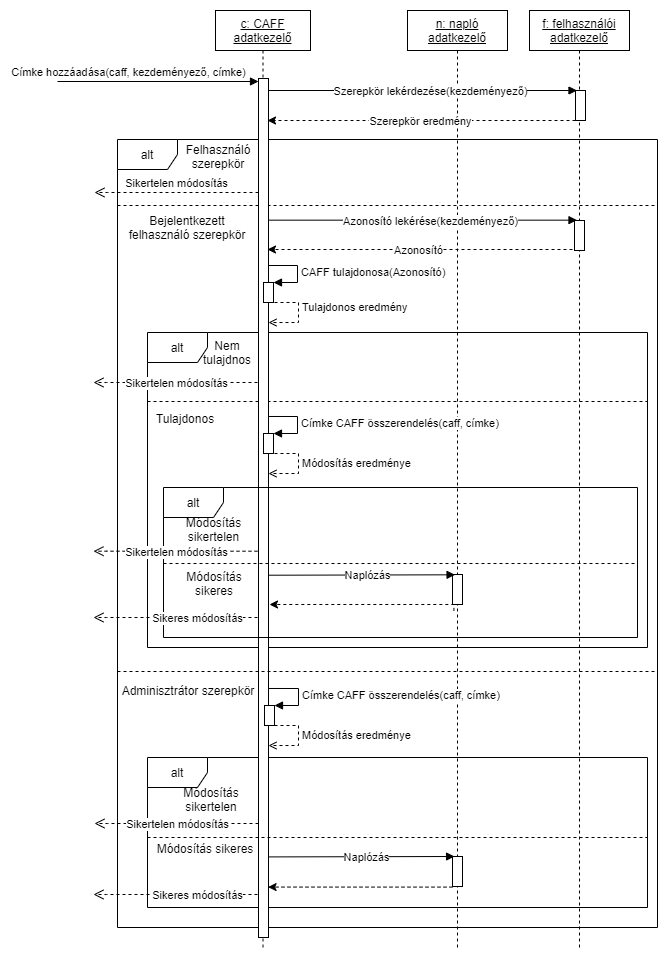 c: CAFF
adatkezelő
n: napló
adatkezelő
f: felhasználói
adatkezelő
Címke hozzáadása(caff, kezdeményező, címke)
Szerepkör lekérdezése(kezdeményező)
Szerepkör eredmény
alt
Felhasználó
szerepkör
Sikertelen módosítás
Bejelentkezett
felhasználó szerepkör
Azonosító lekérése(kezdeményező)
Azonosító
CAFF tulajdonosa(Azonosító)
Tulajdonos eredmény
alt
Nem
tulajdnos
Sikertelen módosítás
Tulajdonos
Címke CAFF összerendelés(caff, címke)
Módosítás eredménye
alt
Módosítás
sikertelen
Sikertelen módosítás
Módosítás
sikeres
Naplózás
Sikeres módosítás
Adminisztrátor szerepkör
Címke CAFF összerendelés(caff, címke)
Módosítás eredménye
alt
Módosítás
sikertelen
Sikertelen módosítás
Módosítás sikeres
Naplózás
Sikeres módosítás